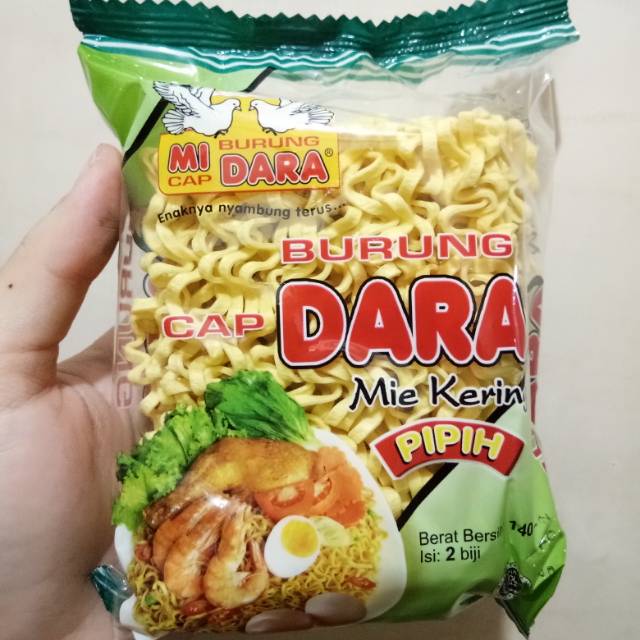 MI BURUNG
CAP DARA®
Enaknya nyambung terus...
BURUNG
CAP DARA
Mie Kerin
PIPIH
Berat Bersi
Isi: 2 biji